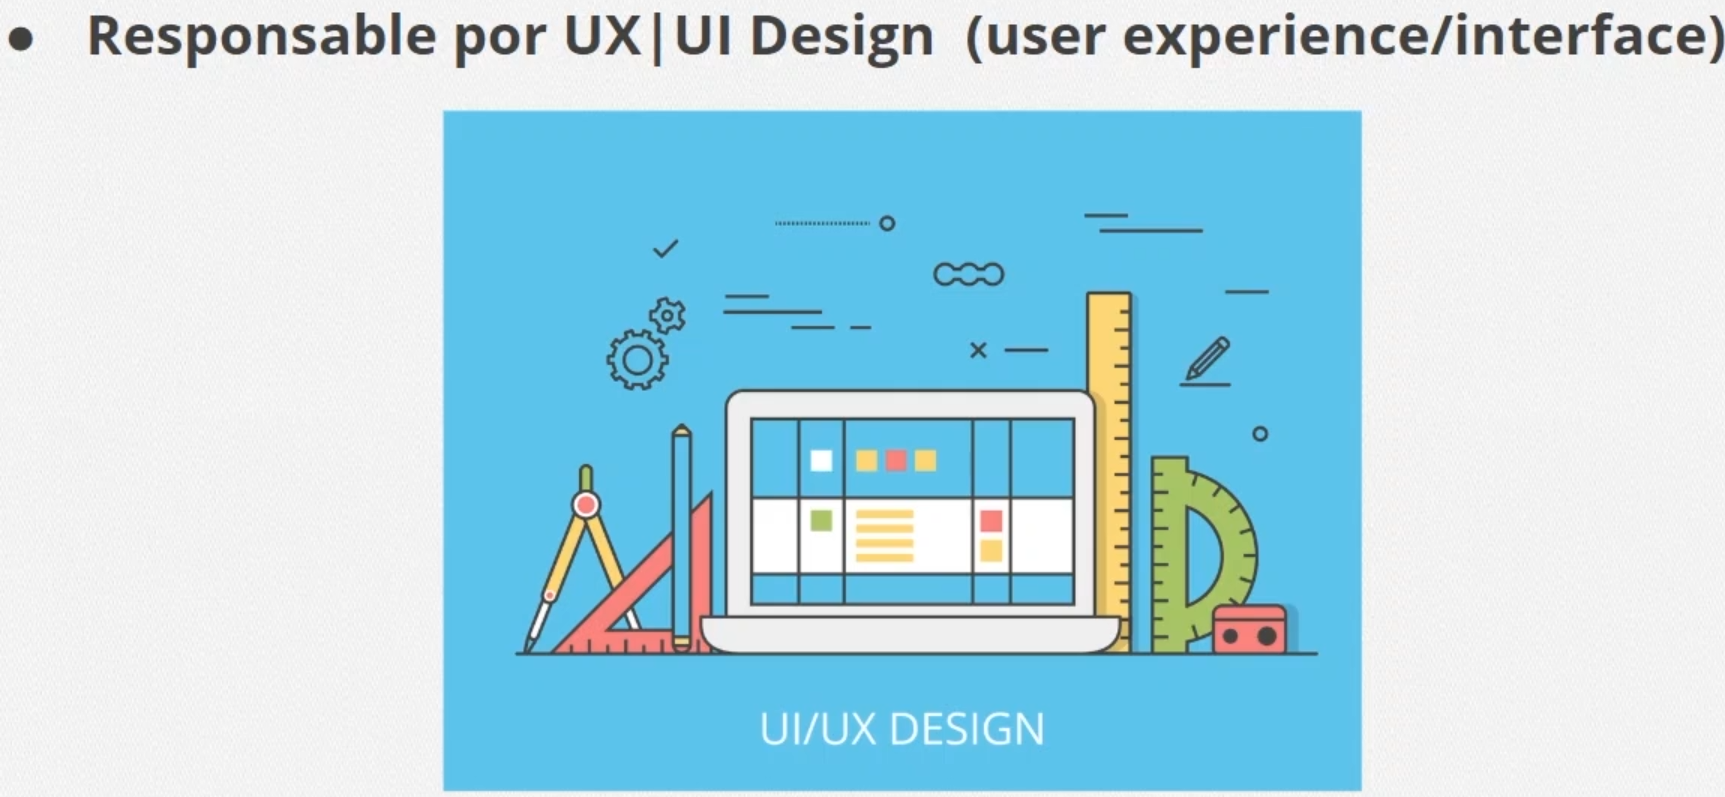 ● Responsable por UX|UI Design (user experience/interface)
UI/UX DESIGN